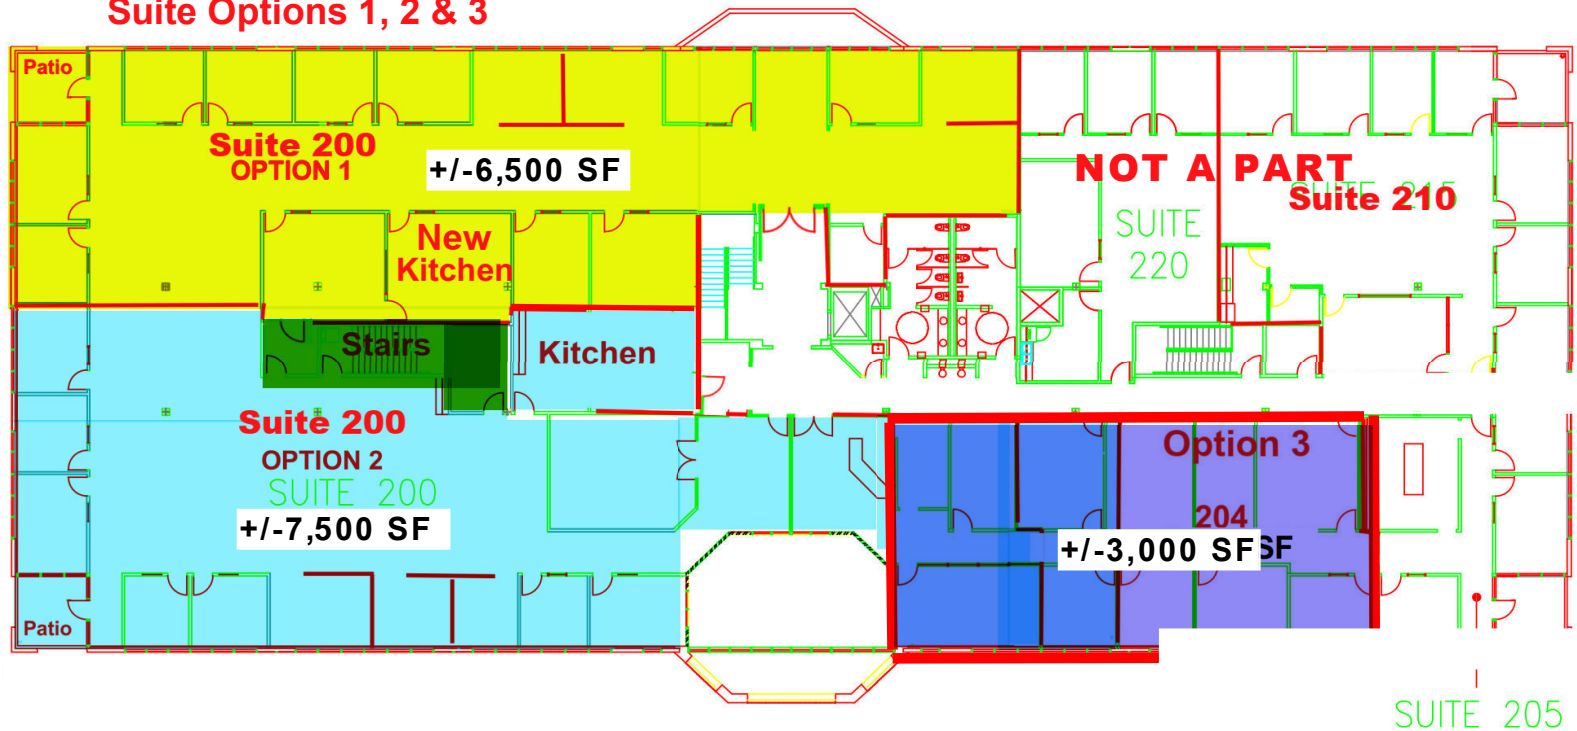 Suite Options 1, 2 & 3
Patio
Suite 200
OPTION 1
+/-6,500 SF
NOT A PART
Suite 210
SUITE
220
New
Kitchen
Stairs
Kitchen
Suite 200
OPTION 2
SUITE 200
+/-7,500 SF
Option 3
204
+/-3,000 SF SF
Patio
SUITE 205